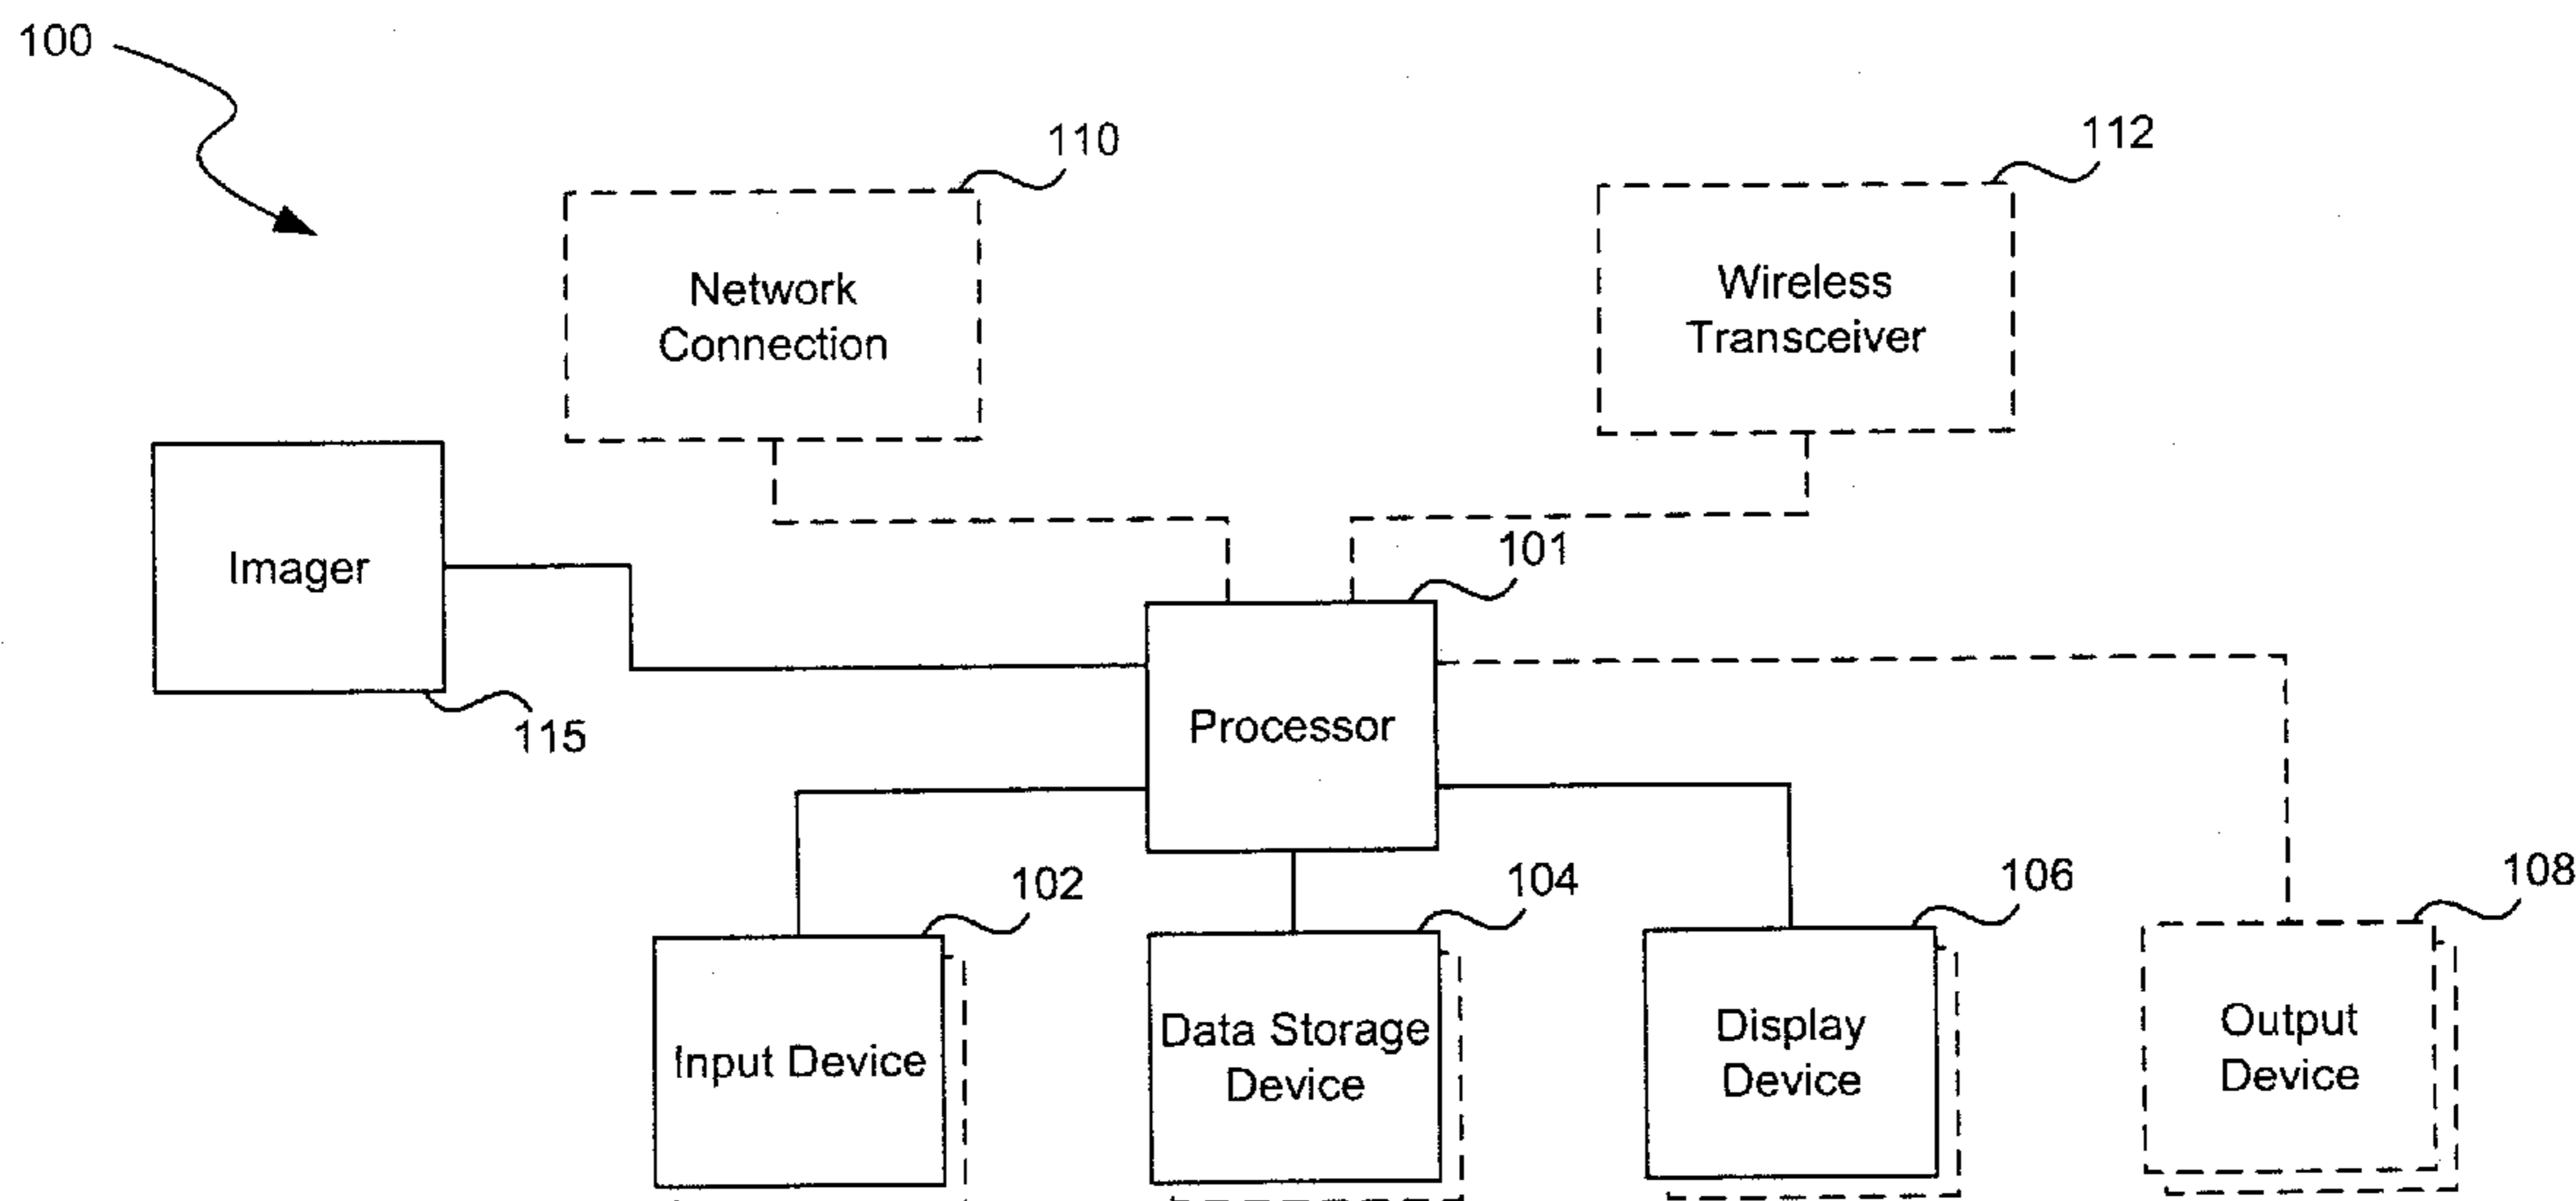 100
110
112
Network
Connection
Wireless
Transceiver
Imager
101
115
Processor
102
104
106
108
Input Device
Data Storage
Device
Display
Device
Output
Device